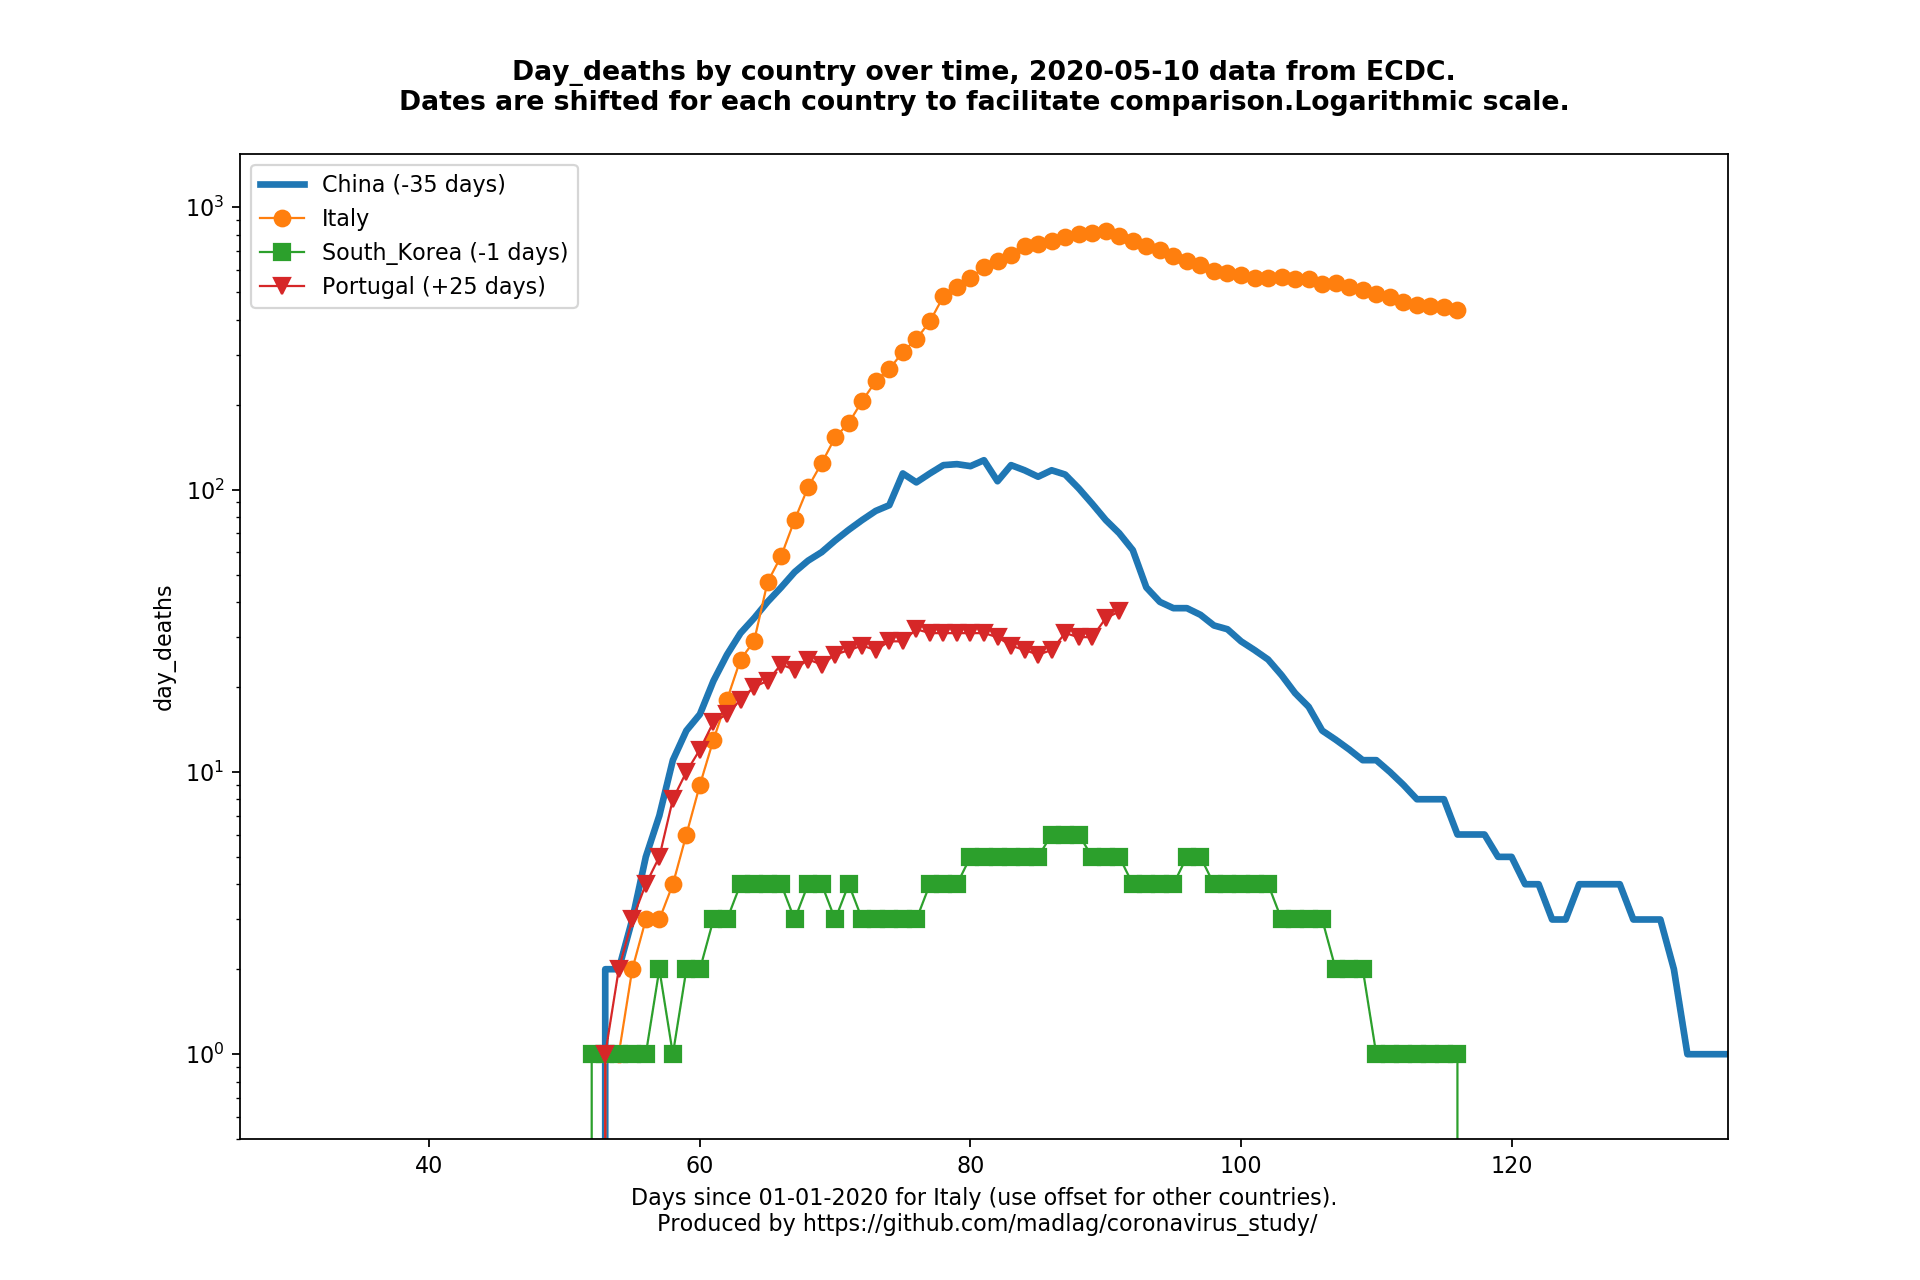 Day_deaths by country over time, 2020-05-10 data from ECDC.
Dates are shifted for each country to facilitate comparison.Logarithmic scale.
China (-35 days)
Italy
South_Korea (-1 days)
Portugal (+25 days)
10³
10²
10¹
10⁰
day_deaths
40 60 80 100 120
Days since 01-01-2020 for Italy (use offset for other countries).
Produced by https://github.com/madlag/coronavirus_study/